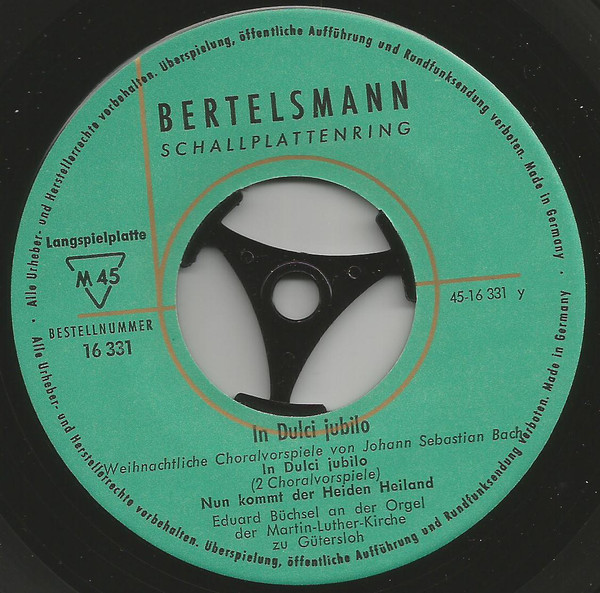 Alle Urheber- und Herstellerrechte vorbehalten. Überspielung, öffentliche Aufführung und Rundfunksendung verboten. Made in Germany
BERTELSMANN
SCHALLPLATTENRING
Langspielplatte
M 45
BESTELLNUMMER
16 331
45-16 331 y
In Dulci jubilo
Weihnachtliche Choralvorspiele von Johann Sebastian Bach
In Dulci jubilo
(2 Choralvorspiele)
Nun kommt der Heiden Heiland
Eduard Büchsel an der Orgel
der Martin-Luther-Kirche
zu Gütersloh
Alle Urheber- und Herstellerrechte vorbehalten. Überspielung, öffentliche Aufführung und Rundfunksendung verboten. Made in Germany